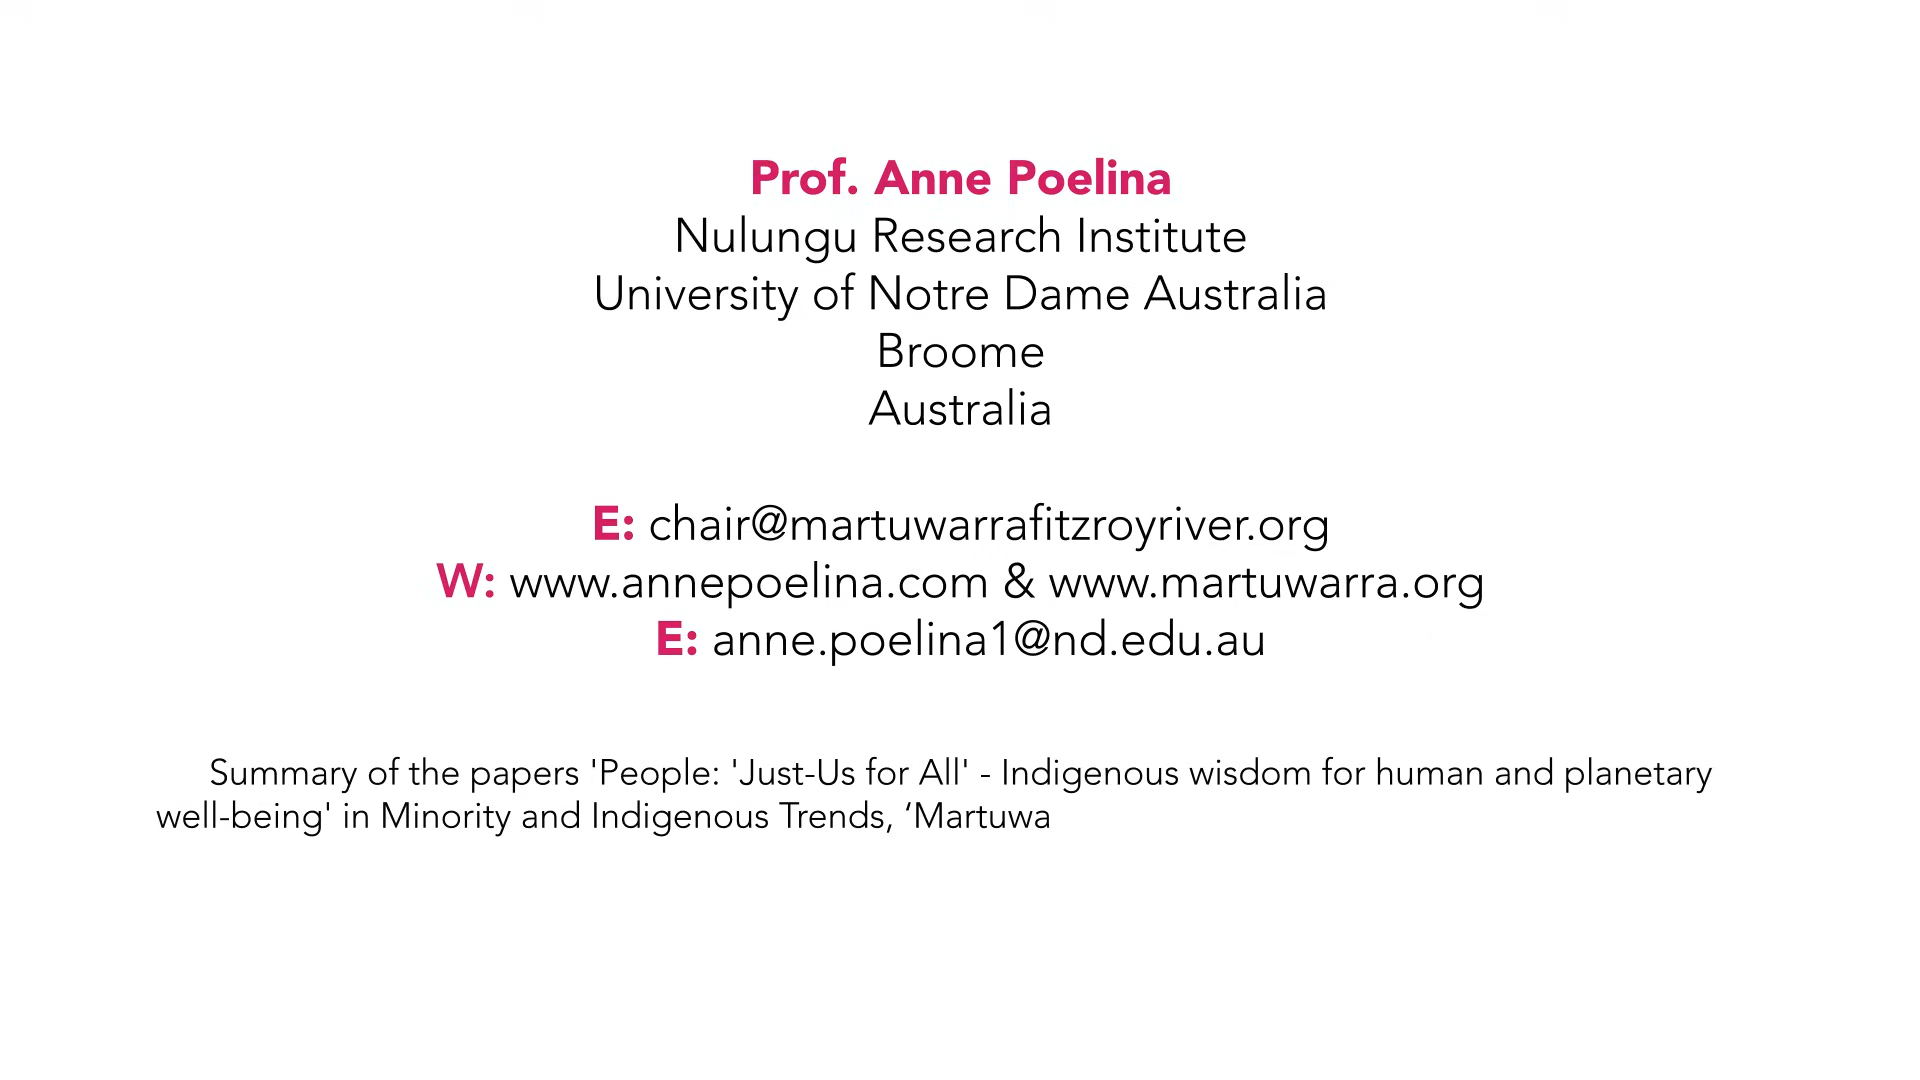 Prof. Anne Poelina
Nulungu Research Institute
University of Notre Dame Australia
Broome
Australia
E: chair@martuwarrafitzroyriver.org
W: www.annepoelina.com & www.martuwarra.org
E: anne.poelina1@nd.edu.au
Summary of the papers 'People: 'Just-Us for All' - Indigenous wisdom for human and planetary
well-being' in Minority and Indigenous Trends, ‘Martuwa